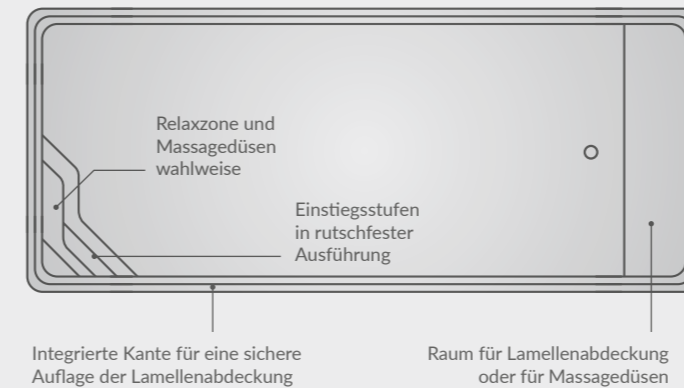 Relaxzone und
Massagedüsen
wahlweise
Einstiegsstufen
in rutschfester
Ausführung
Integrierte Kante für eine sichere
Auflage der Lamellenabdeckung
Raum für Lamellenabdeckung
oder für Massagedüsen